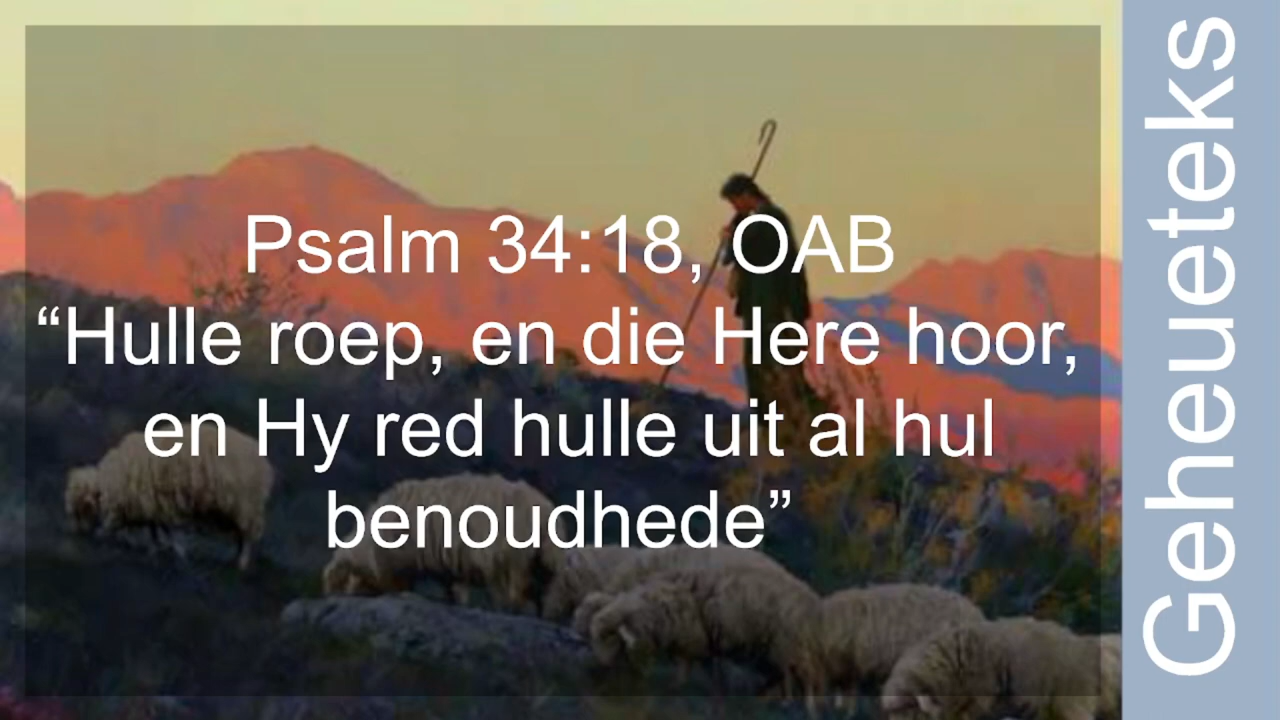 Psalm 34:18, OAB
“Hulle roep, en die Here hoor,
en Hy red hulle uit al hul
benoudhede”
Geheueteks